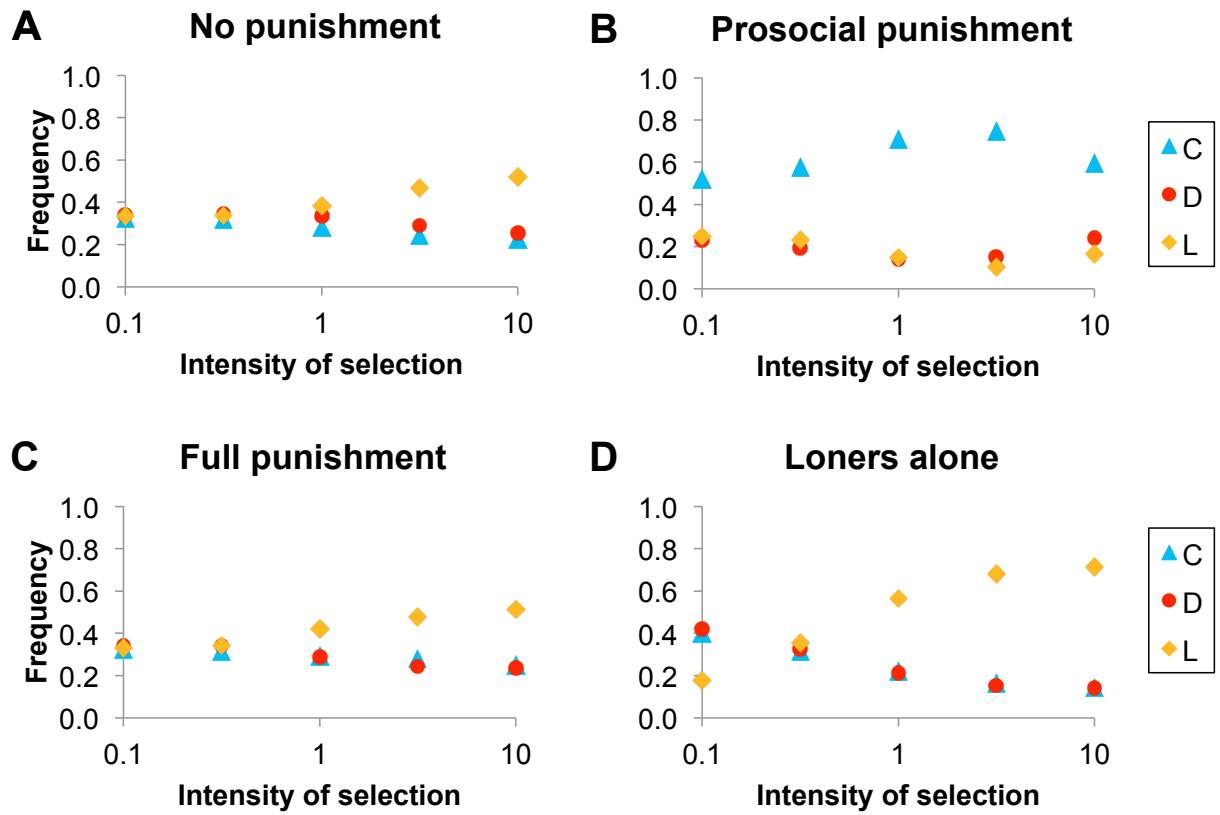 A No punishment
1.0
0.8
0.6
0.4
0.2
0.0
Frequency
0.1 1 10
Intensity of selection
B Prosocial punishment
1.0
0.8
0.6
0.4
0.2
0.0
0.1 1 10
Intensity of selection
C
D
L
C Full punishment
1.0
0.8
0.6
0.4
0.2
0.0
Frequency
0.1 1 10
Intensity of selection
D Loners alone
1.0
0.8
0.6
0.4
0.2
0.0
0.1 1 10
Intensity of selection
C
D
L